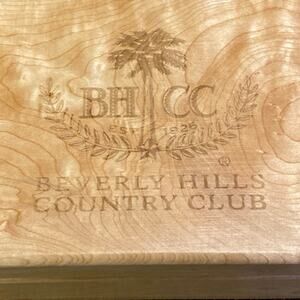 BH CC
EST. 1926
®
BEVERLY HILLS
COUNTRY CLUB